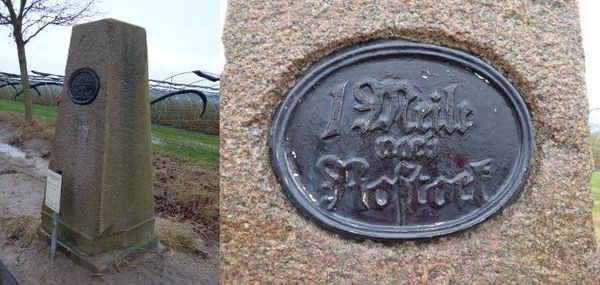 1 Meile
nach
Rostock